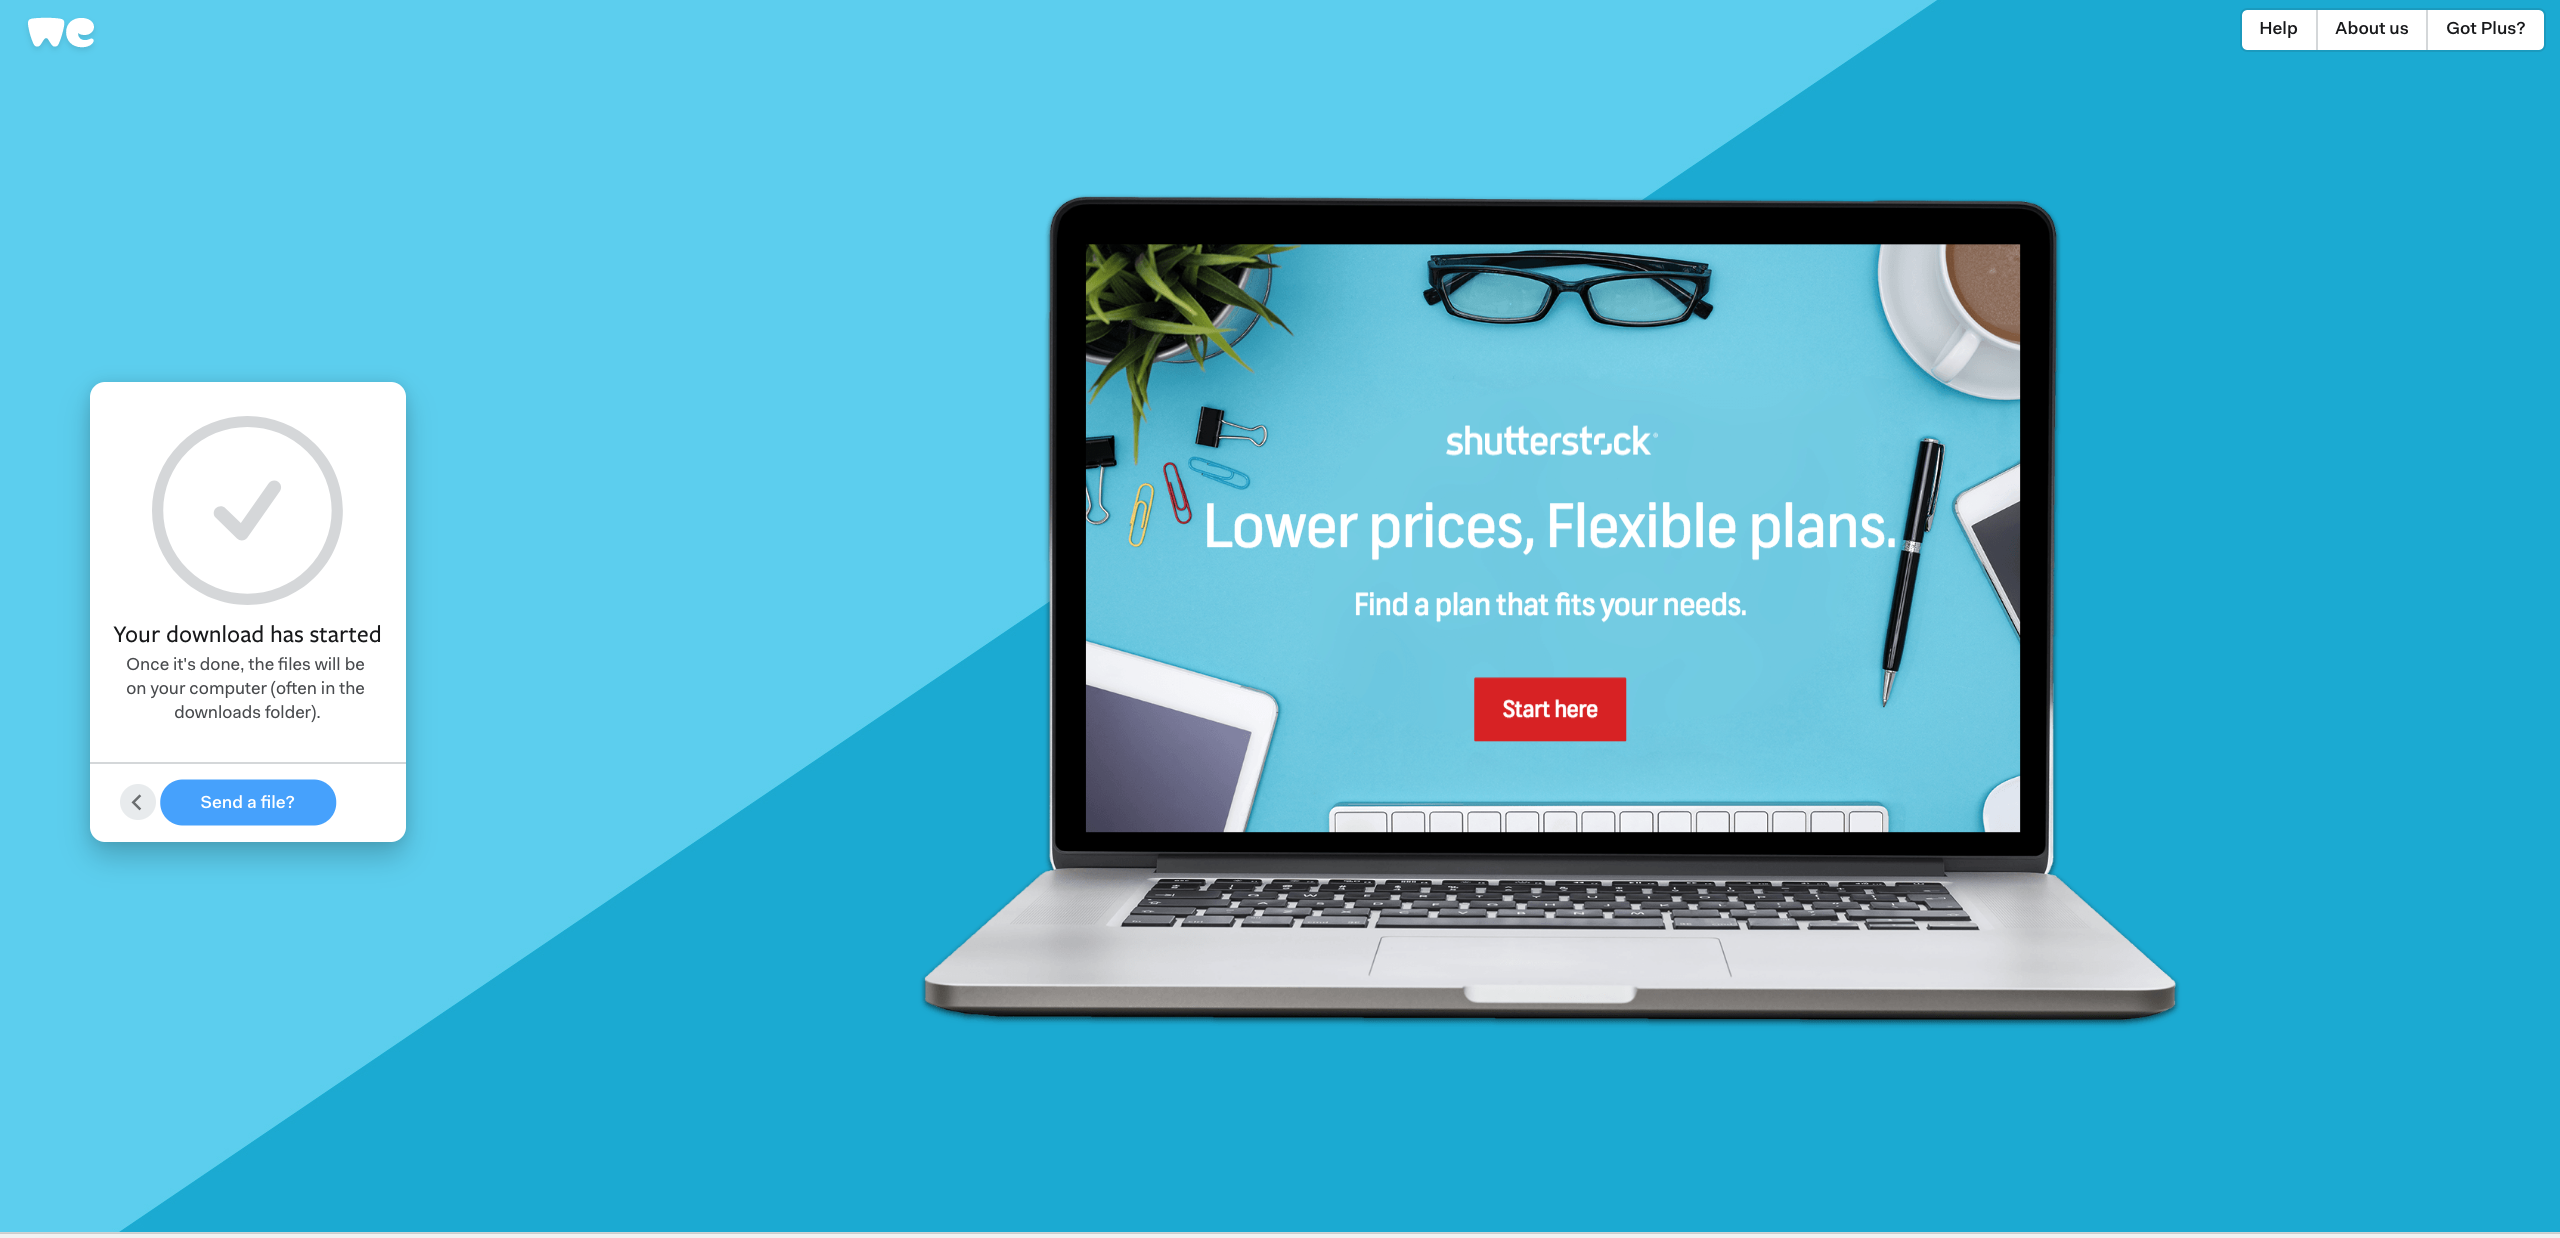 we
Help
About us
Got Plus?
shutterstock
Lower prices, Flexible plans.
Find a plan that fits your needs.
Start here
Your download has started
Once it's done, the files will be
on your computer (often in the
downloads folder).
Send a file?